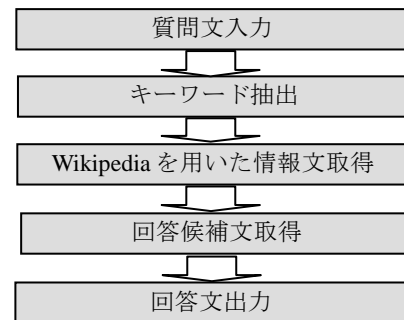 質問文入力
キーワード抽出
Wikipediaを用いた情報文取得
回答候補文取得
回答文出力